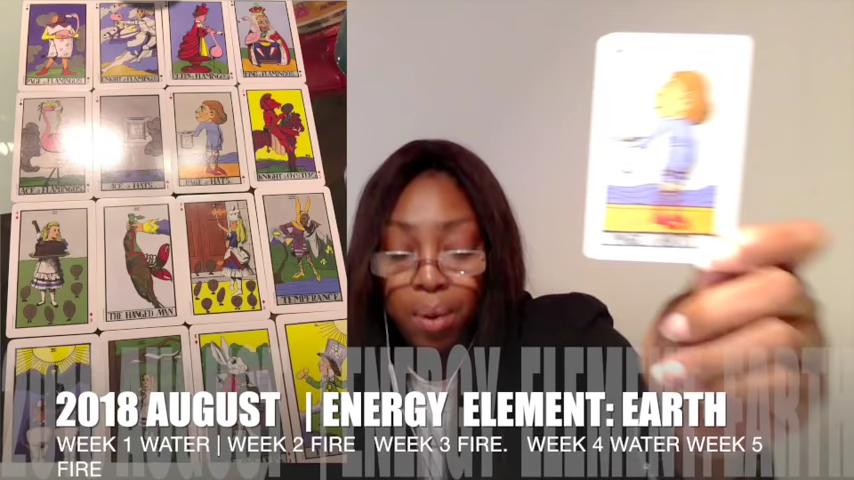 PAGE of FLAMINGOS
KNIGHT of FLAMINGOS
QUEEN of FLAMINGOS
KING of FLAMINGOS
ACE of FLAMINGOS
ACE of HATS
PAGE of HATS
KNIGHT of OYSTERS
THE HANGED MAN
TEMPERANCE
2018 AUGUST | ENERGY ELEMENT: EARTH
WEEK 1 WATER | WEEK 2 FIRE WEEK 3 FIRE. WEEK 4 WATER WEEK 5
FIRE